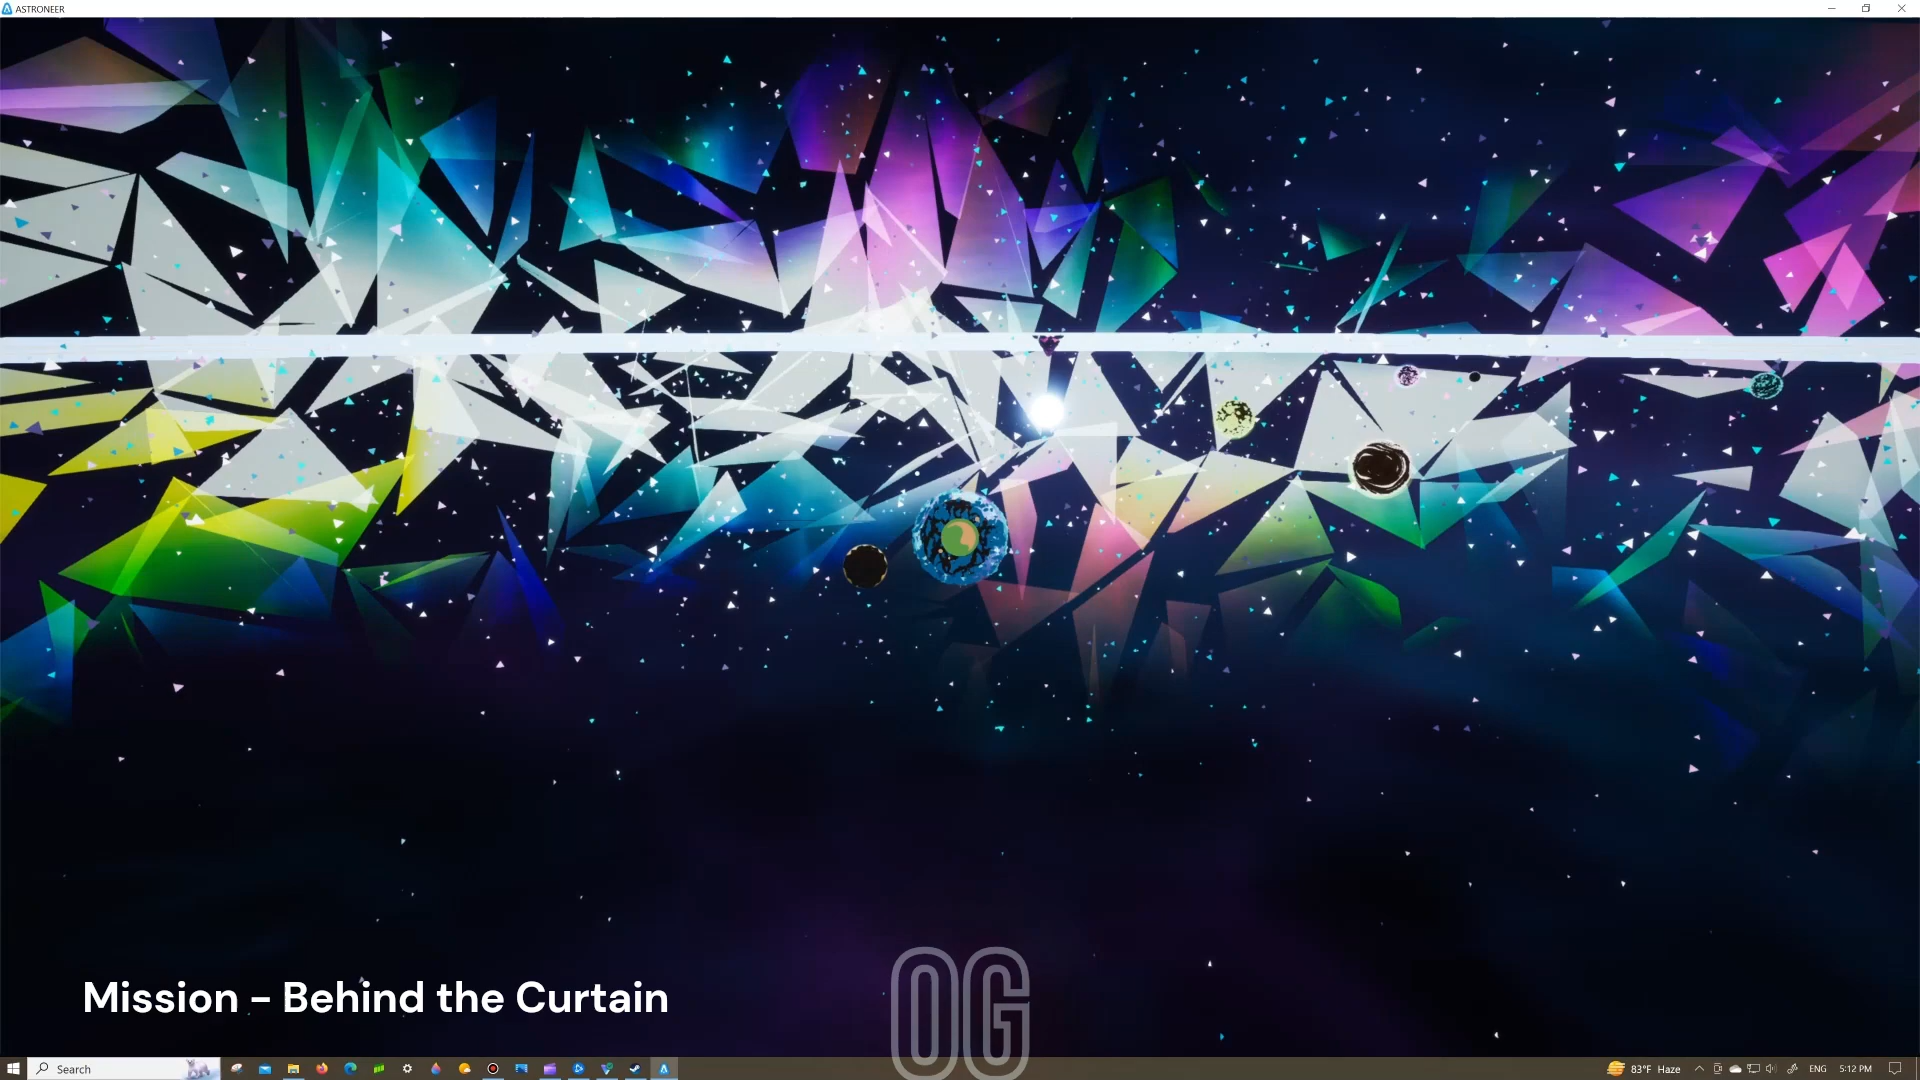 ASTRONEER
Mission - Behind the Curtain
OG
Search
83°F Haze
ENG
5:12 PM